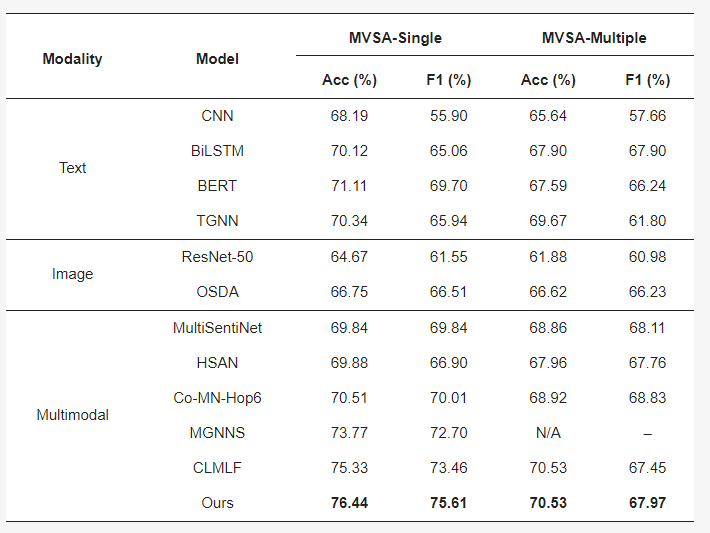 Modality Model MVSA-Single MVSA-Multiple
Acc (%) F1 (%) Acc (%) F1 (%)
Text
CNN 68.19 55.90 65.64 57.66
BiLSTM 70.12 65.06 67.90 67.90
BERT 71.11 69.70 67.59 66.24
TGNN 70.34 65.94 69.67 61.80
Image
ResNet-50 64.67 61.55 61.88 60.98
OSDA 66.75 66.51 66.62 66.23
Multimodal
MultiSentiNet 69.84 69.84 68.86 68.11
HSAN 69.88 66.90 67.96 67.76
Co-MN-Hop6 70.51 70.01 68.92 68.83
MGNNS 73.77 72.70 N/A –
CLMLF 75.33 73.46 70.53 67.45
Ours 76.44 75.61 70.53 67.97